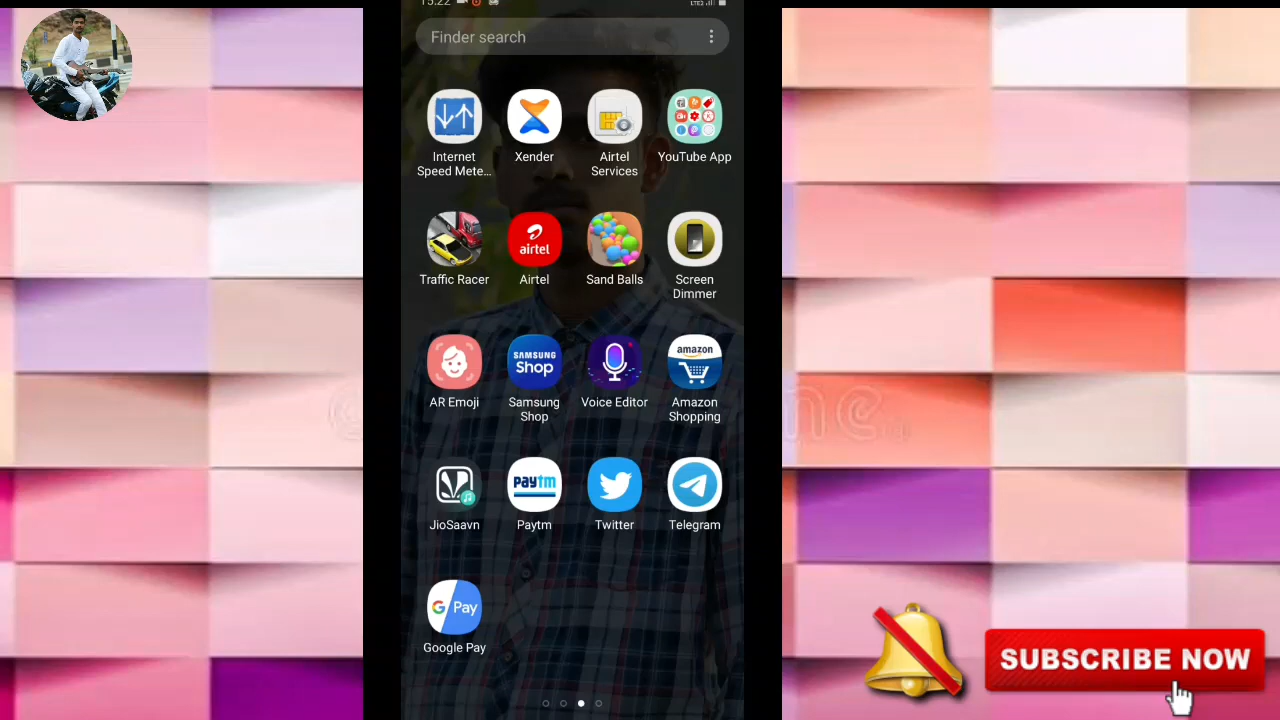 15:22
Finder search
Internet
Speed Mete...
Xender
Airtel
Services
YouTube App
airtel
Traffic Racer
Airtel
Sand Balls
Screen
Dimmer
SAMSUNG
Shop
amazon
AR Emoji
Samsung
Shop
Voice Editor
Amazon
Shopping
paytm
JioSaavn
Paytm
Twitter
Telegram
G Pay
Google Pay
SUBSCRIBE NOW